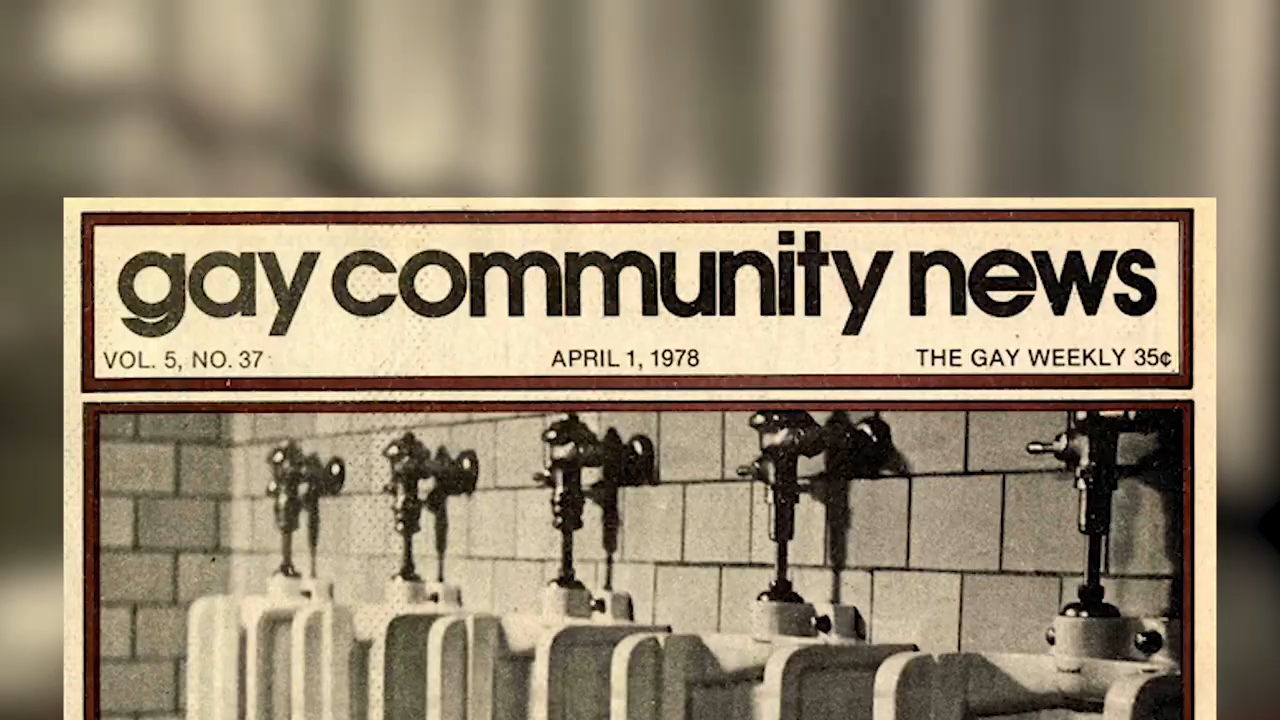 gay community news
VOL. 5, NO. 37 APRIL 1, 1978 THE GAY WEEKLY 35¢